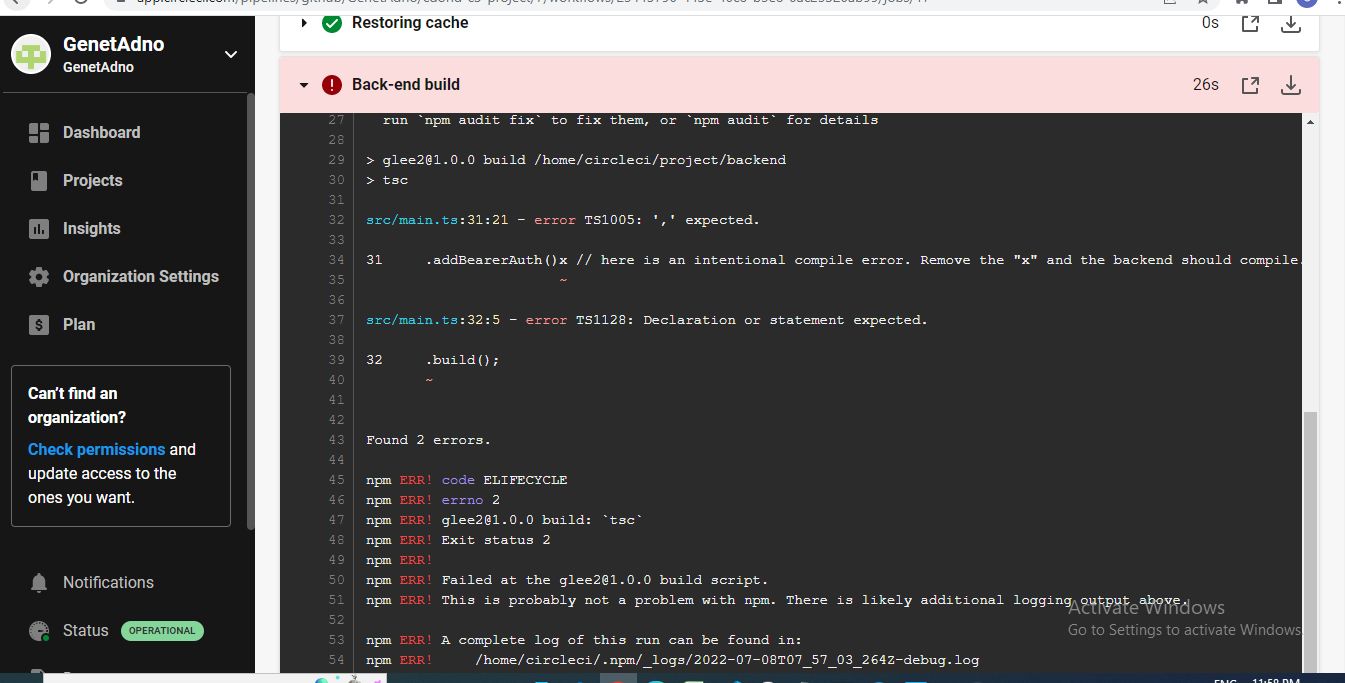 GenetAdno
GenetAdno
Dashboard
Projects
Insights
Organization Settings
Plan
Can't find an
organization?
Check permissions and
update access to the
ones you want.
Notifications
Status OPERATIONAL
Restoring cache 0s
Back-end build 26s
27 run `npm audit fix` to fix them, or `npm audit` for details
28
29 > glee2@1.0.0 build /home/circleci/project/backend
30 > tsc
31
32 src/main.ts:31:21 - error TS1005: ',' expected.
33
34 31 .addBearerAuth()x // here is an intentional compile error. Remove the "x" and the backend should compile.
35 ~
36
37 src/main.ts:32:5 - error TS1128: Declaration or statement expected.
38
39 32 .build();
40 ~
41
42
43 Found 2 errors.
44
45 npm ERR! code ELIFECYCLE
46 npm ERR! errno 2
47 npm ERR! glee2@1.0.0 build: `tsc`
48 npm ERR! Exit status 2
49 npm ERR!
50 npm ERR! Failed at the glee2@1.0.0 build script.
51 npm ERR! This is probably not a problem with npm. There is likely additional logging output above.
52
53 npm ERR! A complete log of this run can be found in:
54 npm ERR! /home/circleci/.npm/_logs/2022-07-08T07_57_03_264Z-debug.log
Activate Windows
Go to Settings to activate Windows.
ENG 11:58 PM